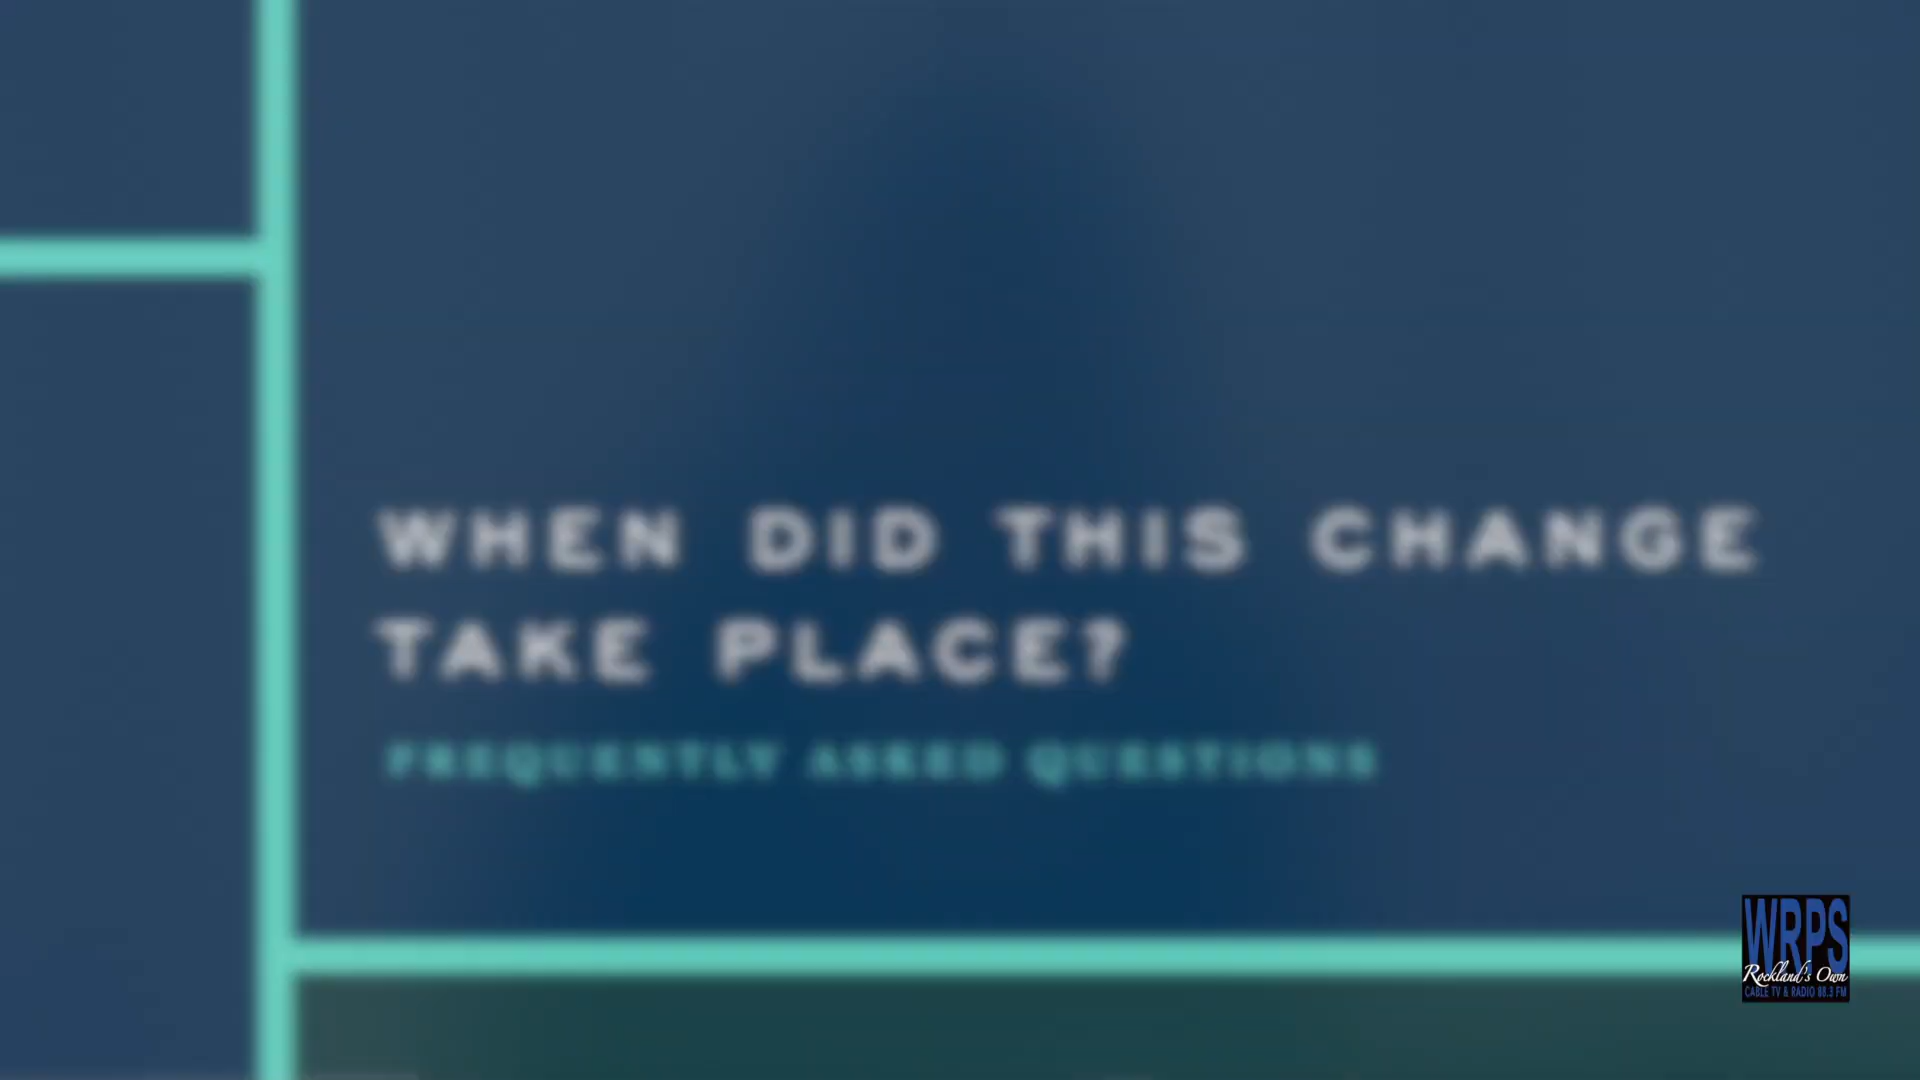 WHEN DID THIS CHANGE
TAKE PLACE?
FREQUENTLY ASKED QUESTIONS
WRPS
Rockland's Own
CABLE TV & RADIO 88.3 FM